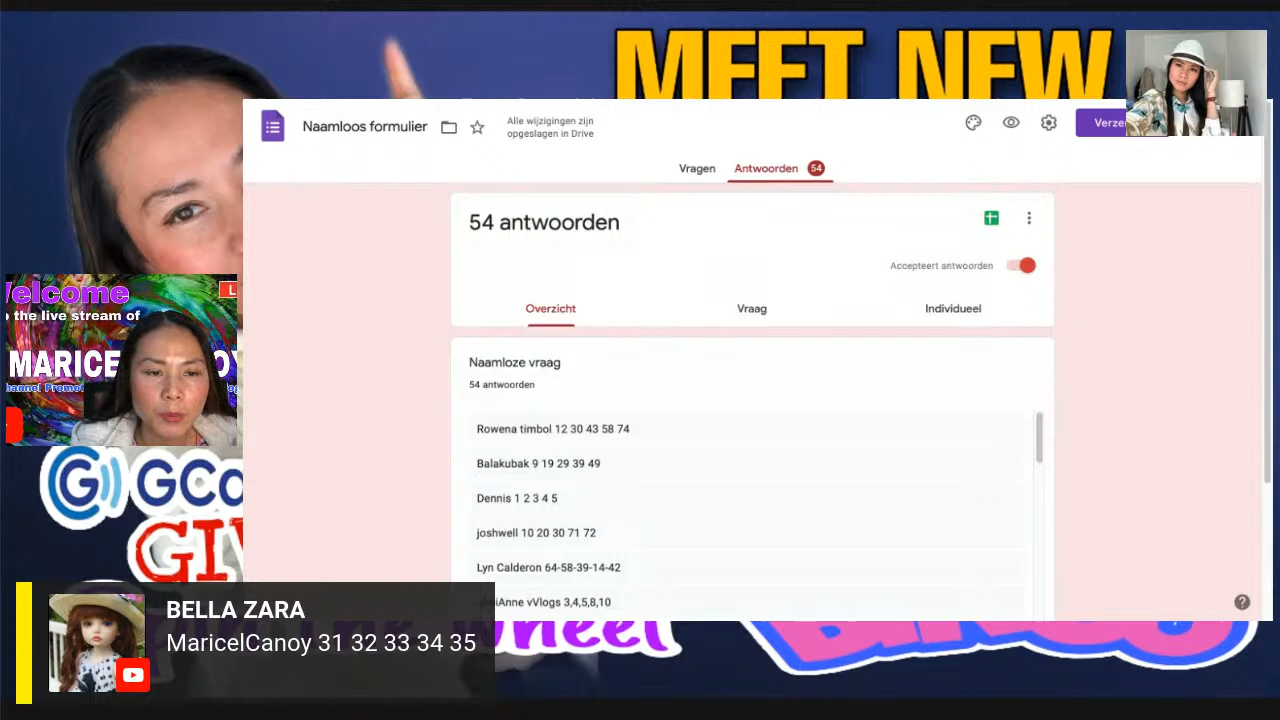 MEET NEW
Naamloos formulier
Alle wijzigingen zijn
opgeslagen in Drive
Vragen
Antwoorden 54
54 antwoorden
Accepteert antwoorden
Overzicht
Vraag
Individueel
Naamloze vraag
54 antwoorden
Rowena timbol 12 30 43 58 74
Balakubak 9 19 29 39 49
Dennis 1 2 3 4 5
joshwell 10 20 30 71 72
Lyn Calderon 64-58-39-14-42
vVlogs 3,4,5,8,10
the live stream of
MARICE
BELLA ZARA
MaricelCanoy 31 32 33 34 35
wheel
BINGO